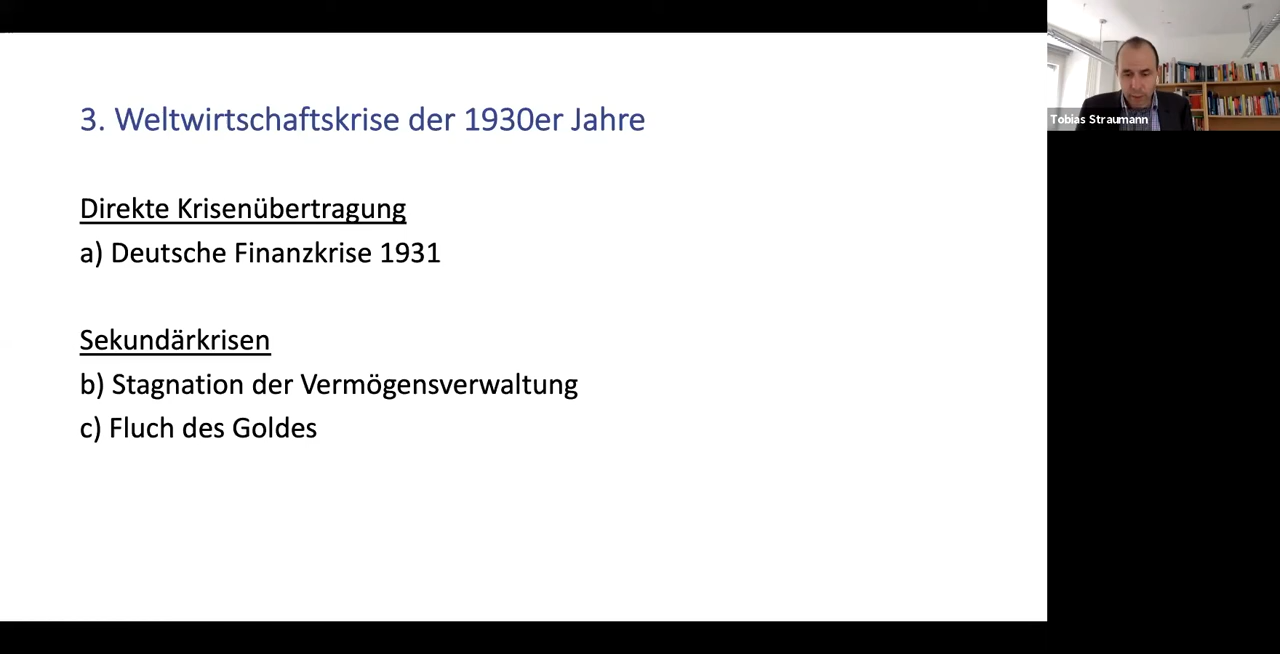 3. Weltwirtschaftskrise der 1930er Jahre
Direkte Krisenübertragung
a) Deutsche Finanzkrise 1931
Sekundärkrisen
b) Stagnation der Vermögensverwaltung
c) Fluch des Goldes
Tobias Straumann